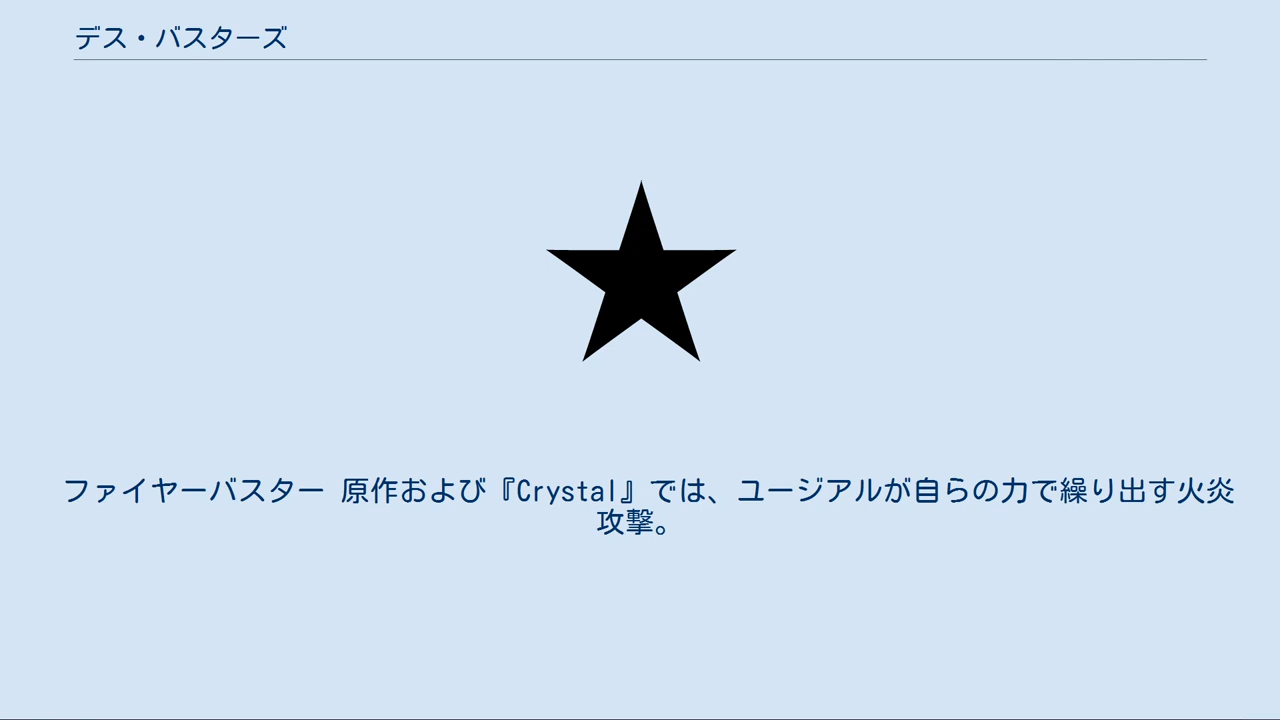 デス・バスターズ
ファイヤーバスター 原作および『Crystal』では、ユージアルが自らの力で繰り出す火炎
攻撃。